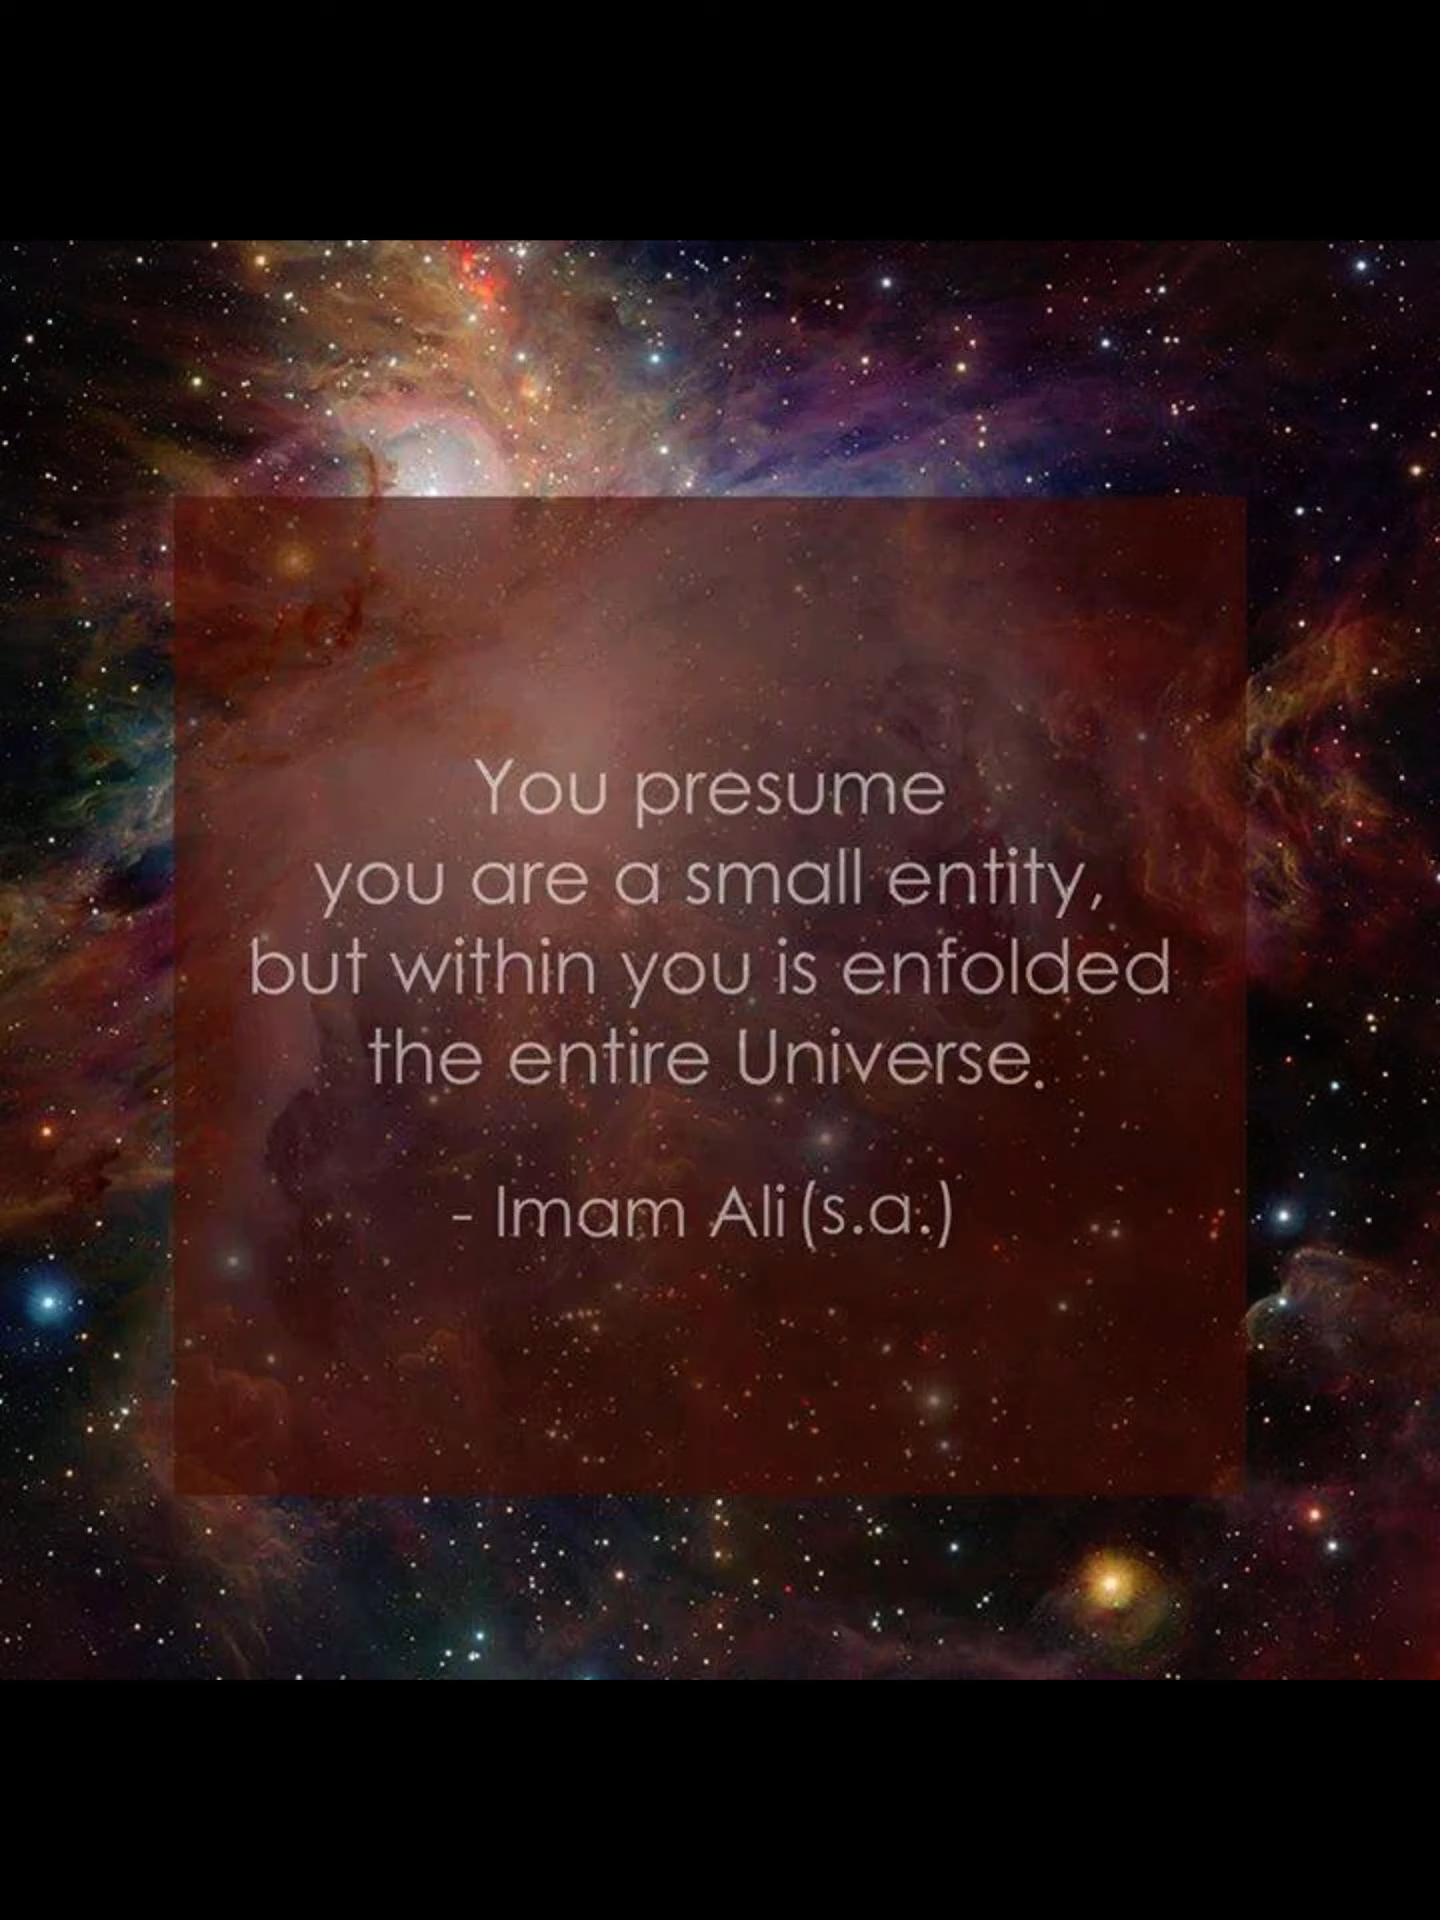 You presume
you are a small entity,
but within you is enfolded
the entire Universe.
- Imam Ali (s.a.)